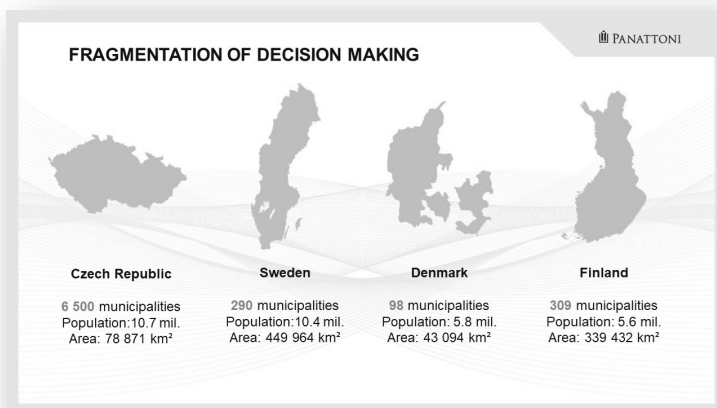 PANATTONI
FRAGMENTATION OF DECISION MAKING
Czech Republic
6 500 municipalities
Population:10.7 mil.
Area: 78 871 km²
Sweden
290 municipalities
Population:10.4 mil.
Area: 449 964 km²
Denmark
98 municipalities
Population: 5.8 mil.
Area: 43 094 km²
Finland
309 municipalities
Population: 5.6 mil.
Area: 339 432 km²